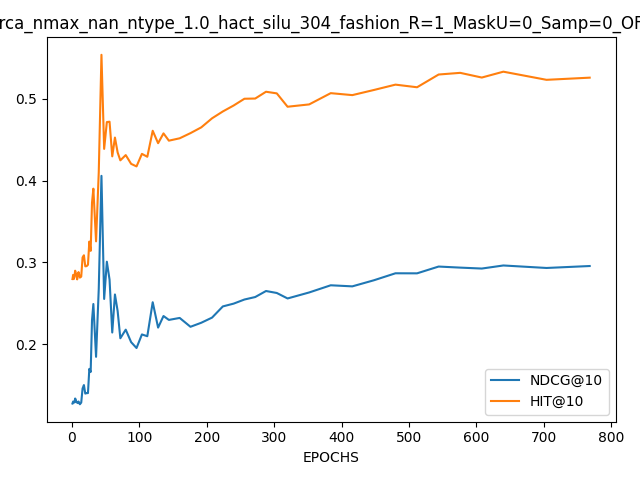 rca_nmax_nan_ntype_1.0_hact_silu_304_fashion_R=1_MaskU=0_Samp=0_OF
0.5
0.4
0.3
0.2
0 100 200 300 400 500 600 700 800
EPOCHS
NDCG@10
HIT@10